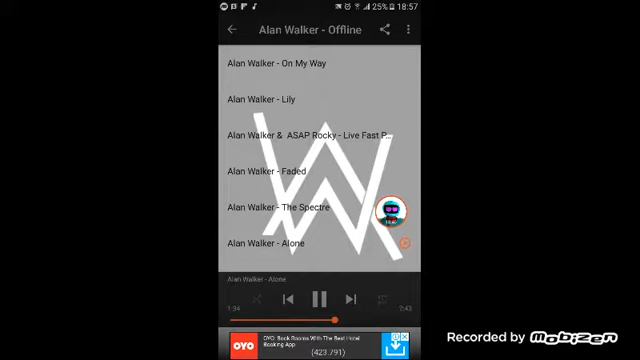 25% 18:57
Alan Walker - Offline
Alan Walker - On My Way
Alan Walker - Lily
Alan Walker & ASAP Rocky - Live Fast P...
Alan Walker - Faded
Alan Walker - The Spectre
Alan Walker - Alone
Alan Walker - Alone
1:34
2:43
OYO
OYO: Book Rooms With The Best Hotel
Booking App
(423.791)
Recorded by Mobizen